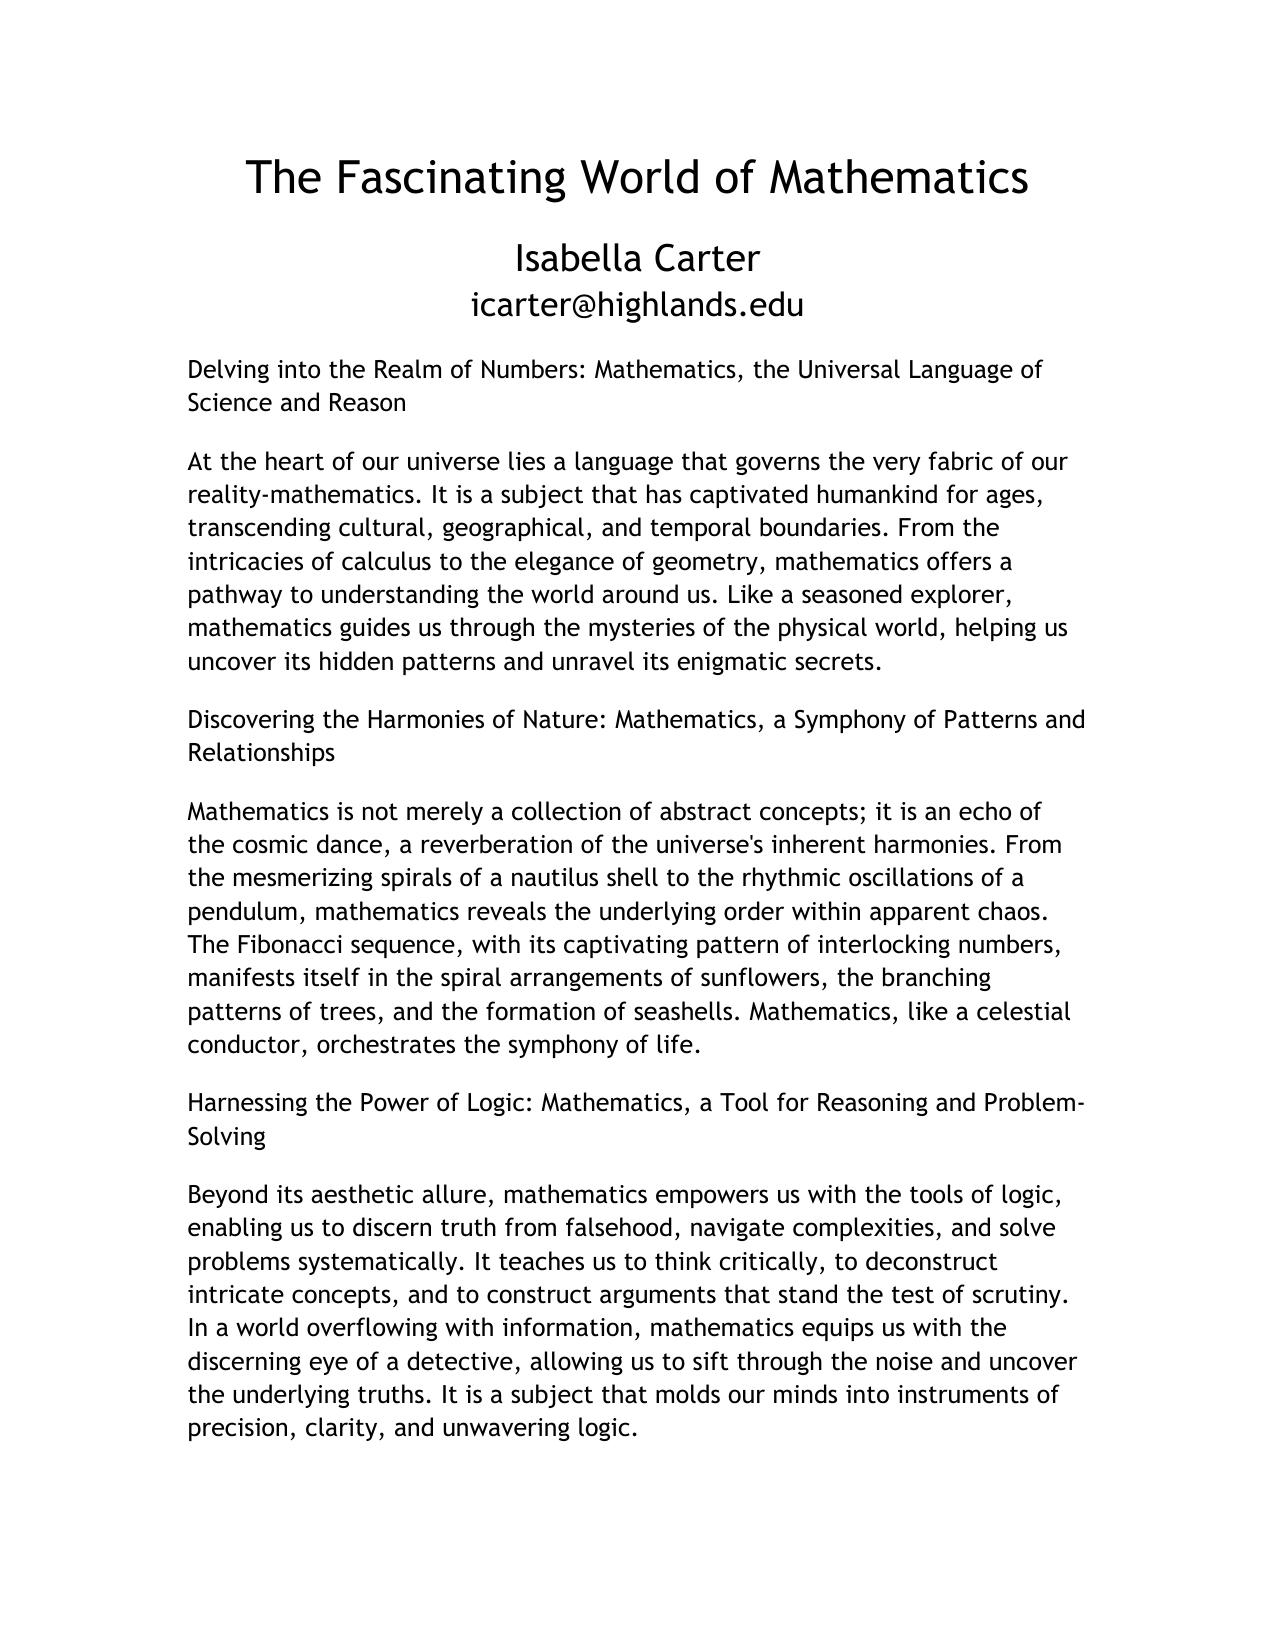 The Fascinating World of Mathematics
Isabella Carter
icarter@highlands.edu
Delving into the Realm of Numbers: Mathematics, the Universal Language of
Science and Reason
At the heart of our universe lies a language that governs the very fabric of our
reality-mathematics. It is a subject that has captivated humankind for ages,
transcending cultural, geographical, and temporal boundaries. From the
intricacies of calculus to the elegance of geometry, mathematics offers a
pathway to understanding the world around us. Like a seasoned explorer,
mathematics guides us through the mysteries of the physical world, helping us
uncover its hidden patterns and unravel its enigmatic secrets.
Discovering the Harmonies of Nature: Mathematics, a Symphony of Patterns and
Relationships
Mathematics is not merely a collection of abstract concepts; it is an echo of
the cosmic dance, a reverberation of the universe's inherent harmonies. From
the mesmerizing spirals of a nautilus shell to the rhythmic oscillations of a
pendulum, mathematics reveals the underlying order within apparent chaos.
The Fibonacci sequence, with its captivating pattern of interlocking numbers,
manifests itself in the spiral arrangements of sunflowers, the branching
patterns of trees, and the formation of seashells. Mathematics, like a celestial
conductor, orchestrates the symphony of life.
Harnessing the Power of Logic: Mathematics, a Tool for Reasoning and Problem-
Solving
Beyond its aesthetic allure, mathematics empowers us with the tools of logic,
enabling us to discern truth from falsehood, navigate complexities, and solve
problems systematically. It teaches us to think critically, to deconstruct
intricate concepts, and to construct arguments that stand the test of scrutiny.
In a world overflowing with information, mathematics equips us with the
discerning eye of a detective, allowing us to sift through the noise and uncover
the underlying truths. It is a subject that molds our minds into instruments of
precision, clarity, and unwavering logic.